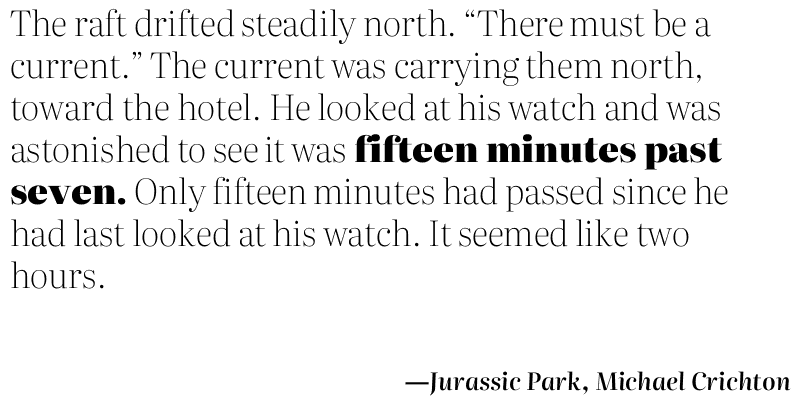 The raft drifted steadily north. “There must be a
current.” The current was carrying them north,
toward the hotel. He looked at his watch and was
astonished to see it was fifteen minutes past
seven. Only fifteen minutes had passed since he
had last looked at his watch. It seemed like two
hours.
—Jurassic Park, Michael Crichton